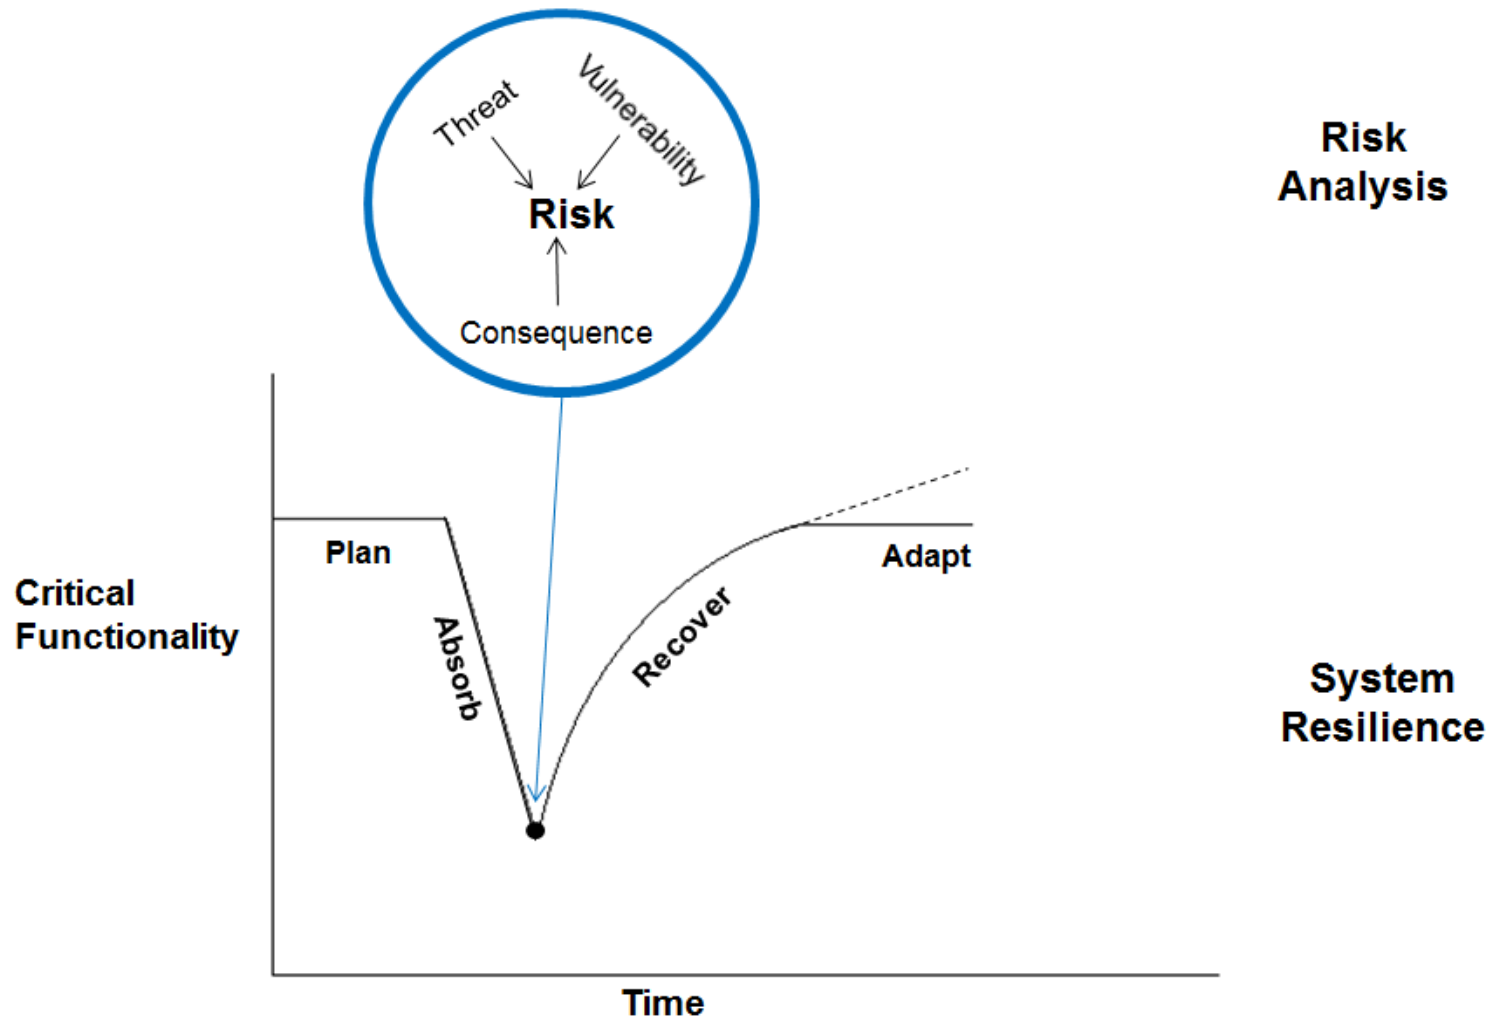 Threat
Vulnerability
Risk
Consequence
Risk
Analysis
Plan
Absorb
Recover
Adapt
Critical
Functionality
System
Resilience
Time